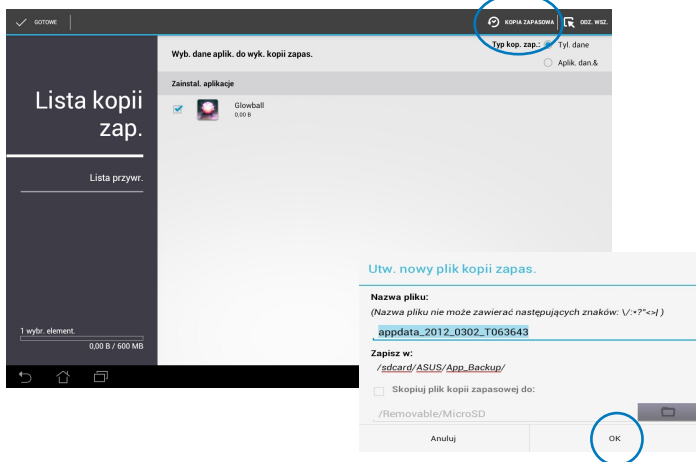 GOTOWE
KOPIA ZAPASOWA
ODZ. WSZ.
Wyb. dane aplik. do wyk. kopii zapas.
Typ kop. zap.: Tyl. dane
Aplik. dan.&
Zainstal. aplikacje
Lista kopii
zap.
Glowball
0,00 B
Lista przywr.
1 wybr. element.
0,00 B / 600 MB
Utw. nowy plik kopii zapas.
Nazwa pliku:
(Nazwa pliku nie może zawierać następujących znaków: \/:*?"<>| )
appdata_2012_0302_T063643
Zapisz w:
/sdcard/ASUS/App_Backup/
Skopiuj plik kopii zapasowej do:
/Removable/MicroSD
Anuluj
OK